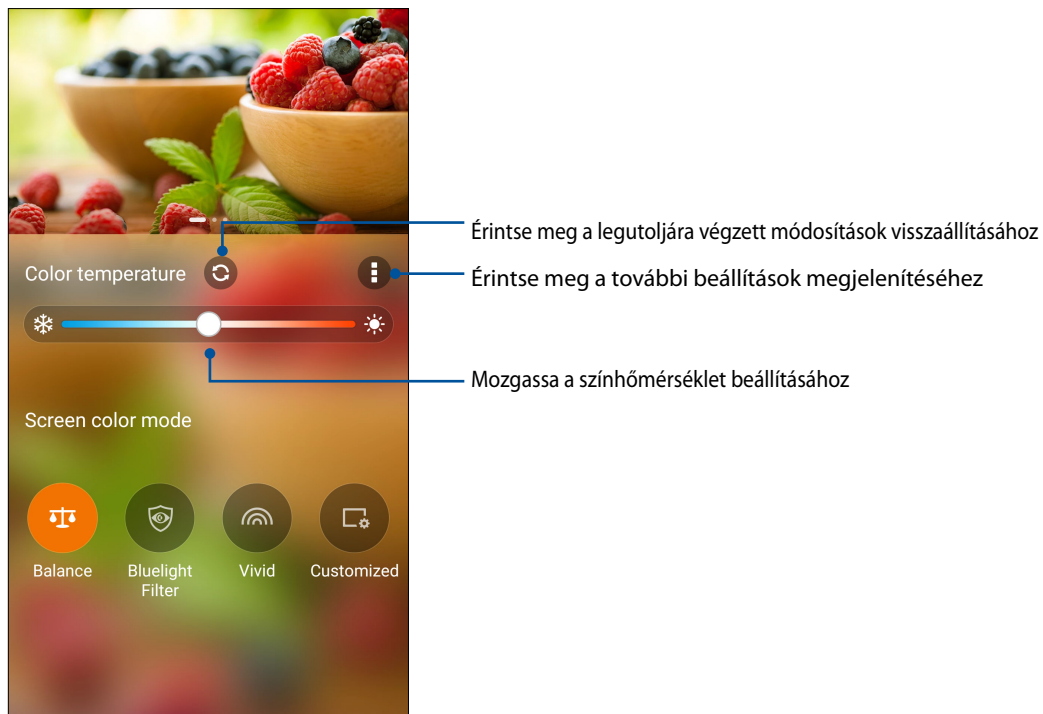 Érintse meg a legutoljára végzett módosítások visszaállításához
Color temperature
Érintse meg a további beállítások megjelenítéséhez
Mozgassa a színhőmérséklet beállításához
Screen color mode
Balance
Bluelight
Filter
Vivid
Customized